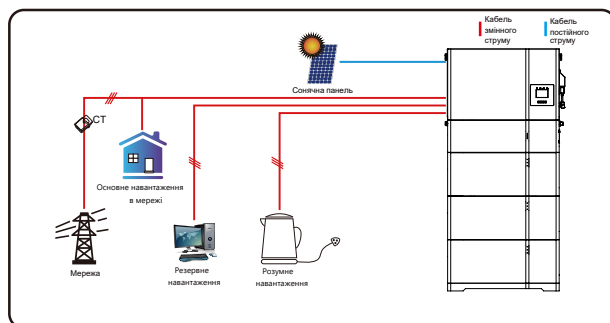 Кабель
змінного
струму
Кабель
постійного
струму
Сонячна панель
CT
Основне навантаження
в мережі
Мережа
Резервне
навантаження
Розумне
навантаження